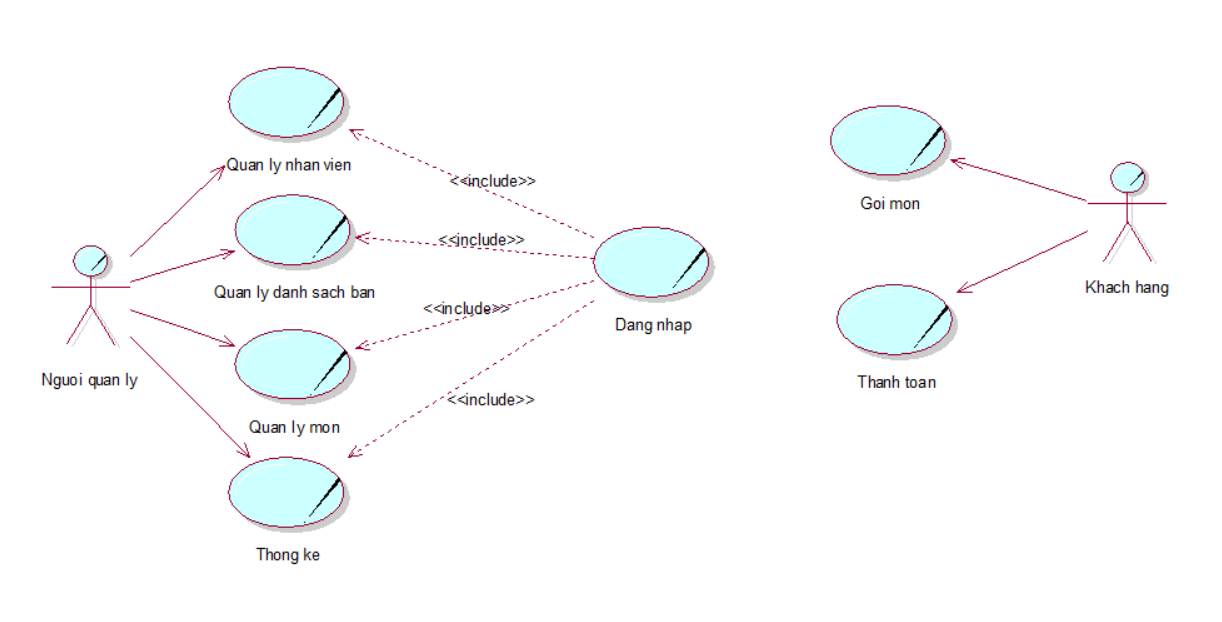 Quan ly nhan vien
<<include>>
Goi mon
<<include>>
Quan ly danh sach ban
Khach hang
<<include>>
Dang nhap
Nguoi quan ly
Thanh toan
<<include>>
Quan ly mon
Thong ke